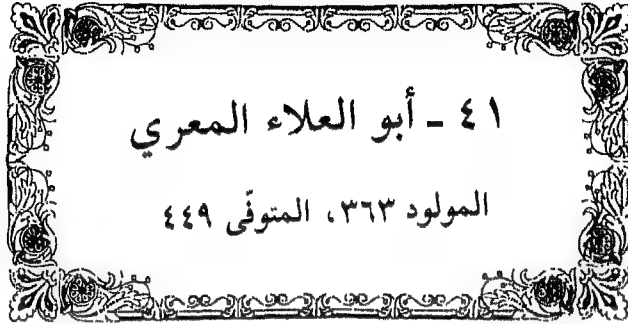 ٤١ - أبو العلاء المعري
المولود ٣٦٣، المتوفّى ٤٤٩